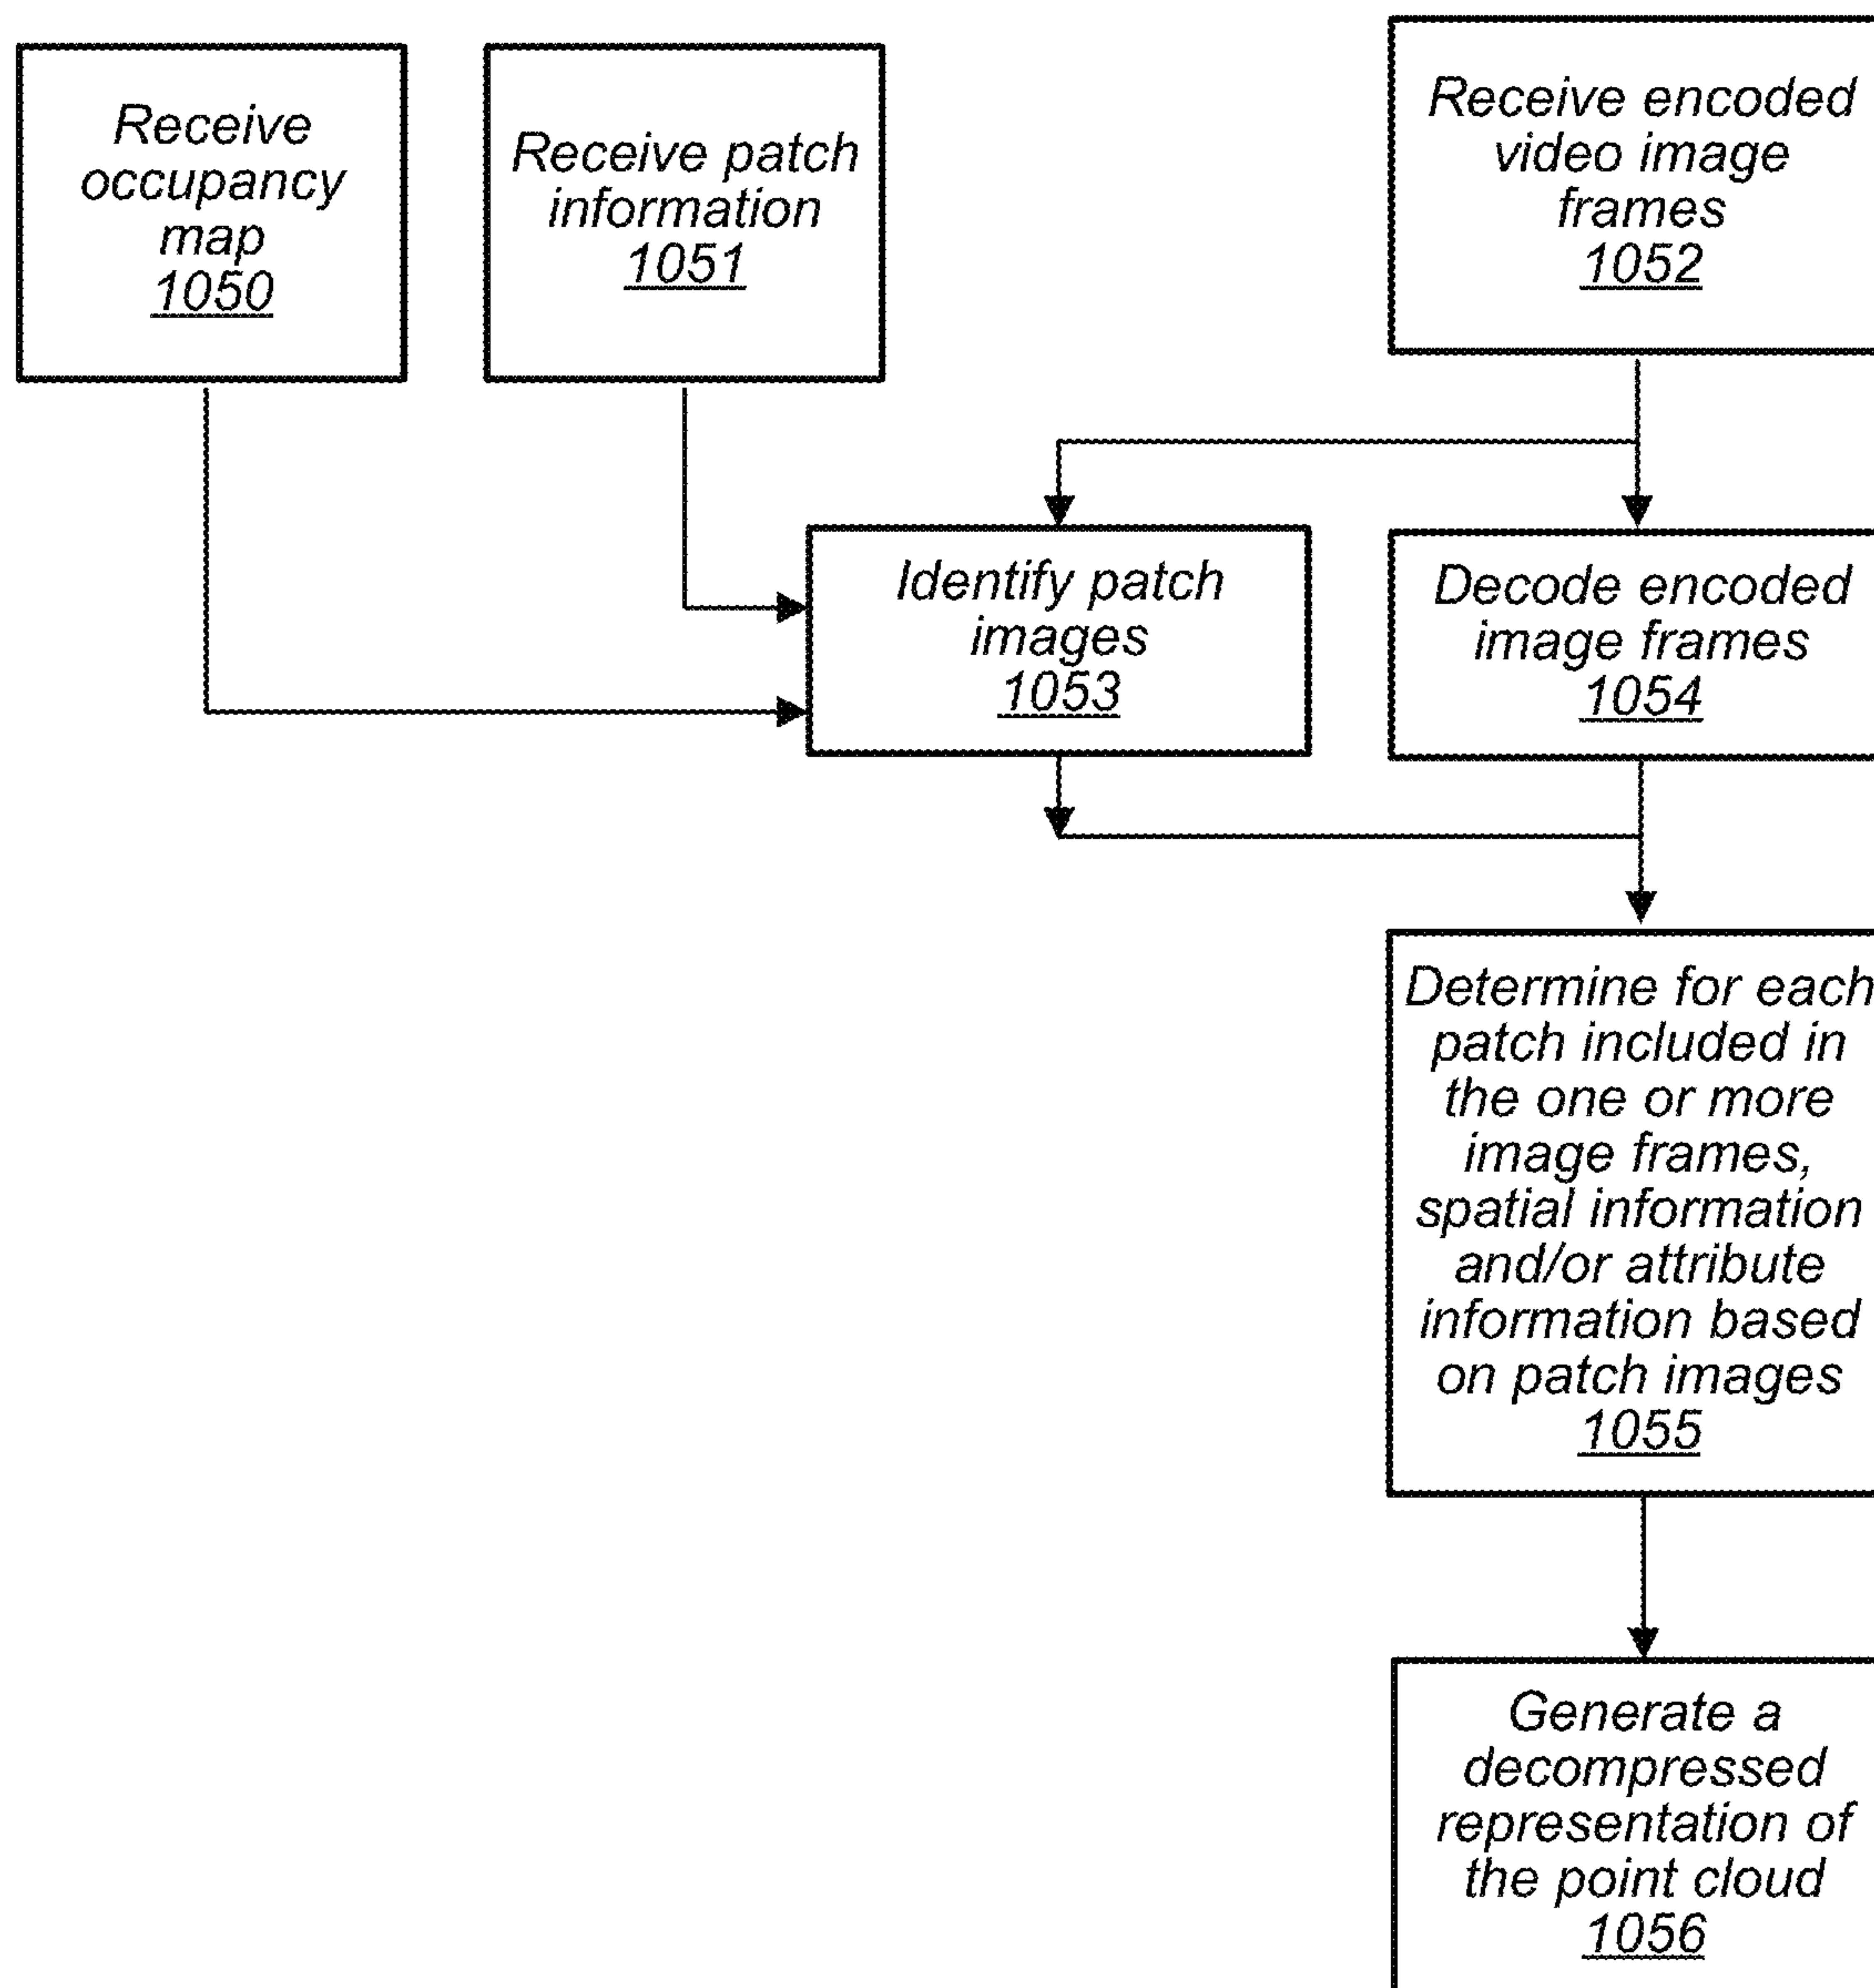 Receive
occupancy
map
1050
Receive patch
information
1051
Receive encoded
video image
frames
1052
Identify patch
images
1053
Decode encoded
image frames
1054
Determine for each
patch included in
the one or more
image frames,
spatial information
and/or attribute
information based
on patch images
1055
Generate a
decompressed
representation of
the point cloud
1056